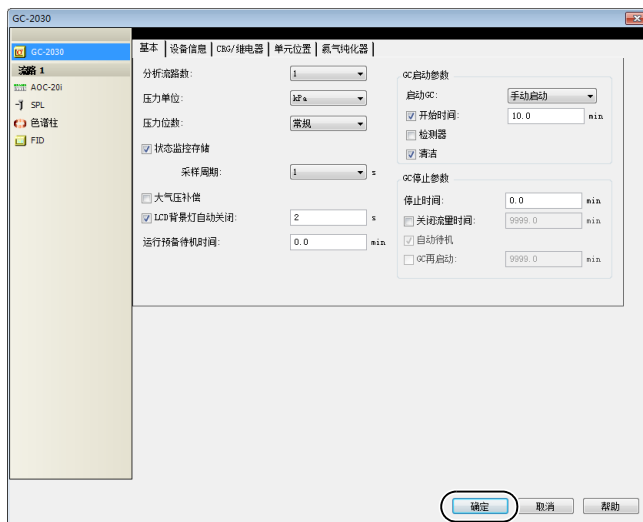 GC-2030
GC-2030
流路 1
AOC-20i
SPL
色谱柱
FID
基本 设备信息 CRG/继电器 单元位置 氦气纯化器
分析流路数: 1
压力单位: kPa
压力位数: 常规
状态监控存储
采样周期: 1 s
大气压补偿
LCD背景灯自动关闭: 2 s
运行预备待机时间: 0.0 min
GC启动参数
启动GC: 手动启动
开始时间: 10.0 min
检测器
清洁
GC停止参数
停止时间: 0.0 min
关闭流量时间: 9999.0 min
自动待机
GC再启动: 9999.0 min
确定 取消 帮助